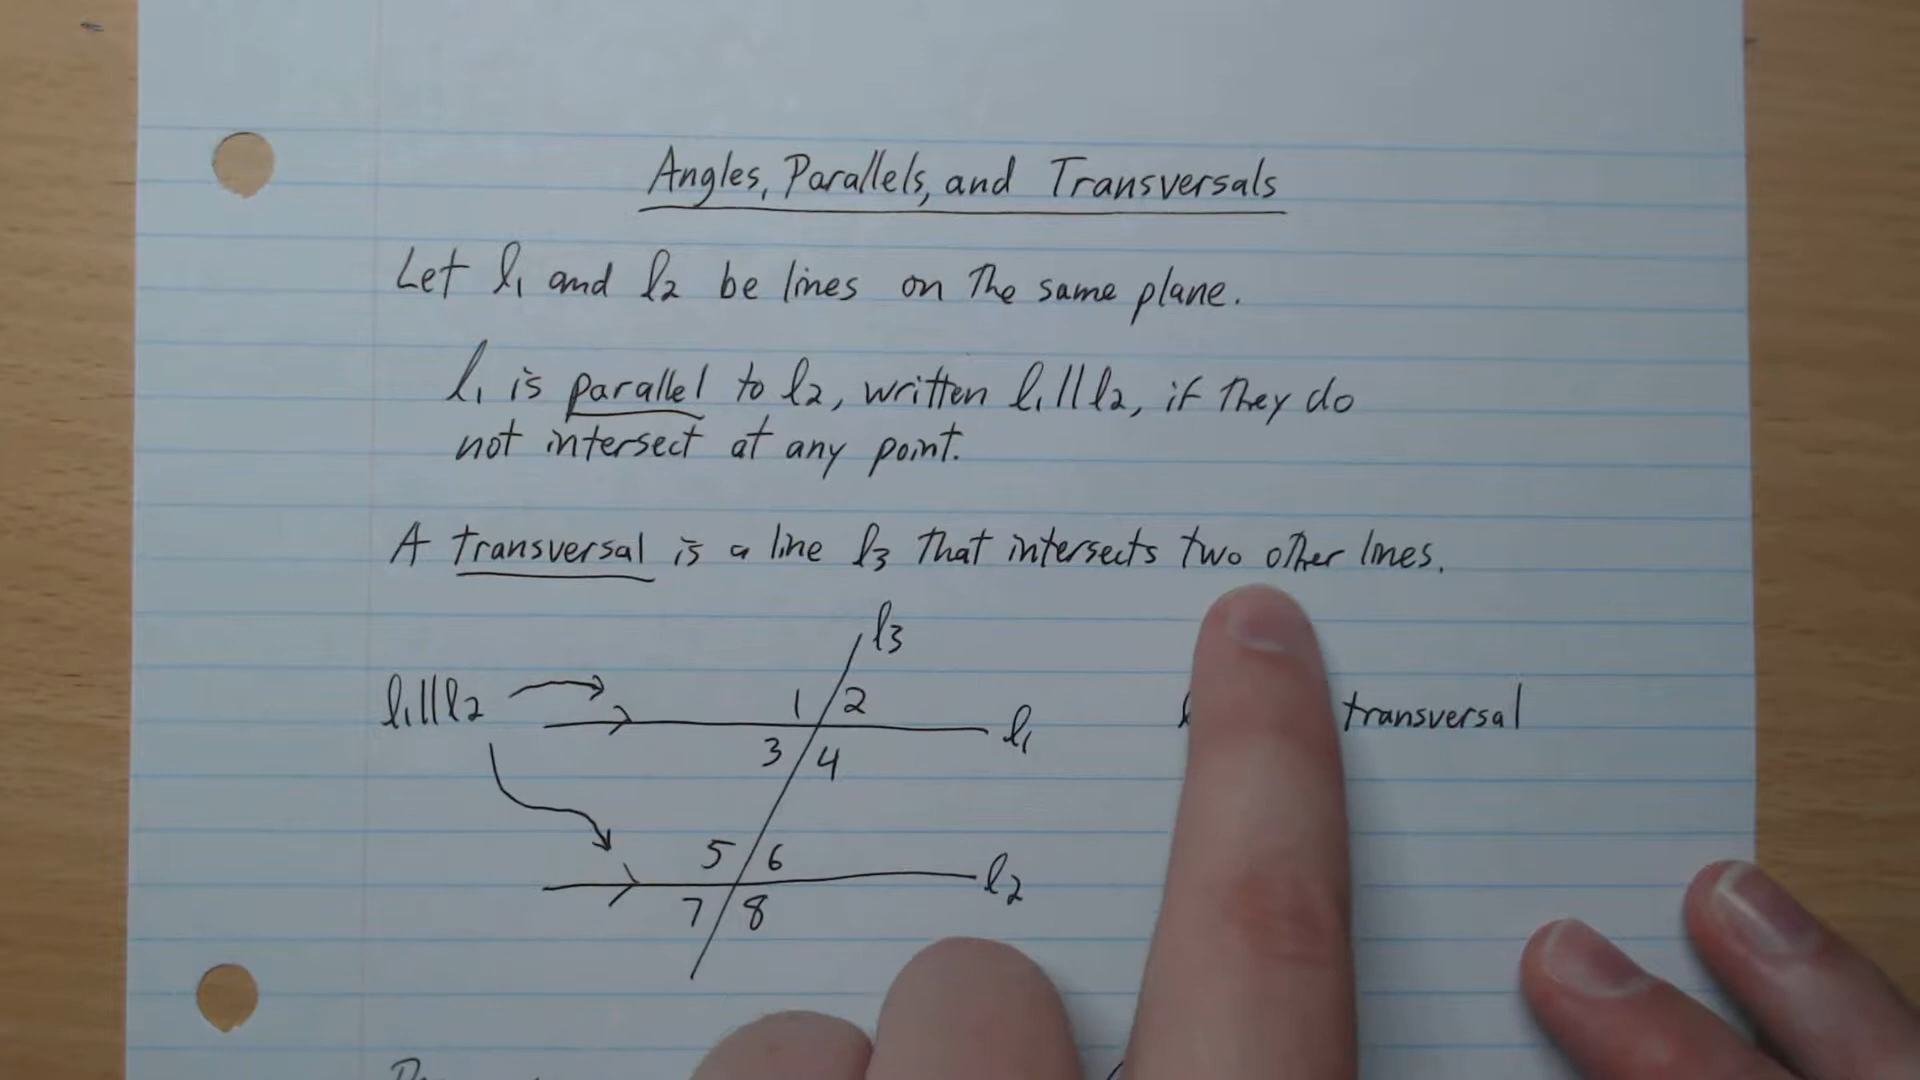 Angles, Parallels, and Transversals
Let l1 and l2 be lines on the same plane.
l1 is parallel to l2, written l1||l2, if they do
not intersect at any point.
A transversal is a line l3 that intersects two other lines.
l3
l1||l2
1 2
l1
transversal
3 4
5 6
l2
7 8